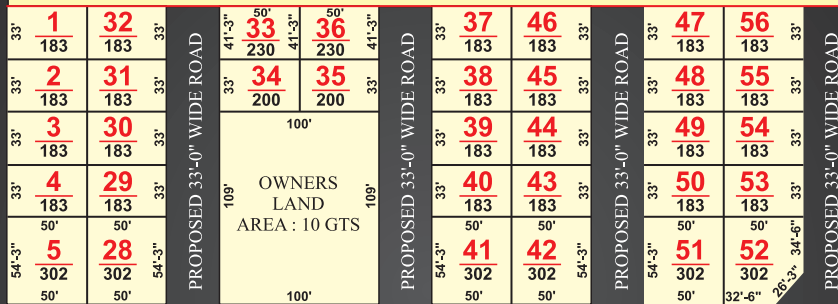 33' 1 183 32 183 33'
33' 2 183 31 183 33'
33' 3 183 30 183 33'
33' 4 183 29 183 33'
50' 50'
54'-3" 5 302 28 302 54'-3"
50' 50'
PROPOSED 33'-0" WIDE ROAD
50' 50'
41'-3" 33 230 41'-3" 36 230 41'-3"
33' 34 200 35 200 33'
100'
109' 109'
OWNERS
LAND
AREA : 10 GTS
100'
PROPOSED 33'-0" WIDE ROAD
33' 37 183 46 183 33'
33' 38 183 45 183 33'
33' 39 183 44 183 33'
33' 40 183 43 183 33'
50' 50'
54'-3" 41 302 42 302 54'-3"
50' 50'
PROPOSED 33'-0" WIDE ROAD
33' 47 183 56 183 33'
33' 48 183 55 183 33'
33' 49 183 54 183 33'
33' 50 183 53 183 33'
50' 50'
54'-3" 51 302 52 302 34'-6"
50' 32'-6" 26'-3"
PROPOSED 33'-0" WIDE ROAD